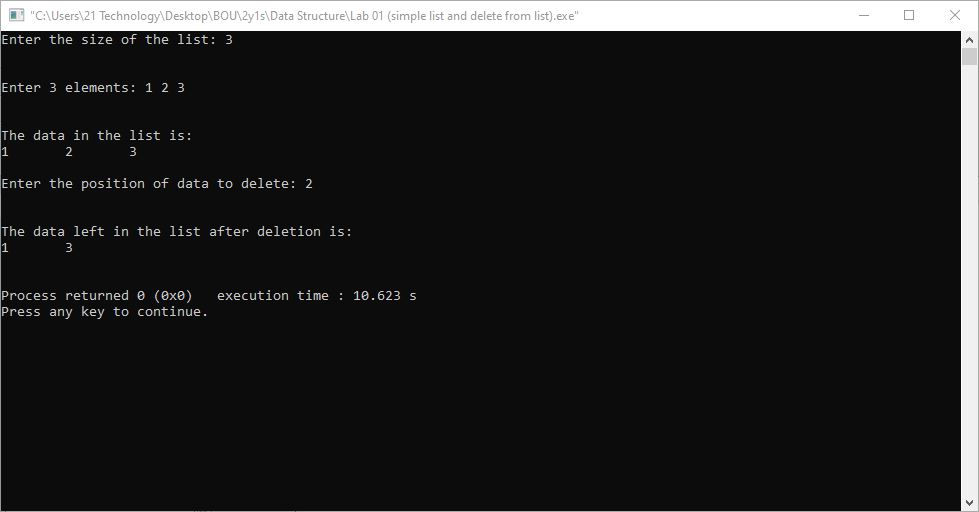 "C:\Users\21 Technology\Desktop\BOU\2y1s\Data Structure\Lab 01 (simple list and delete from list).exe"
Enter the size of the list: 3
Enter 3 elements: 1 2 3
The data in the list is:
1       2       3
Enter the position of data to delete: 2
The data left in the list after deletion is:
1       3
Process returned 0 (0x0)   execution time : 10.623 s
Press any key to continue.